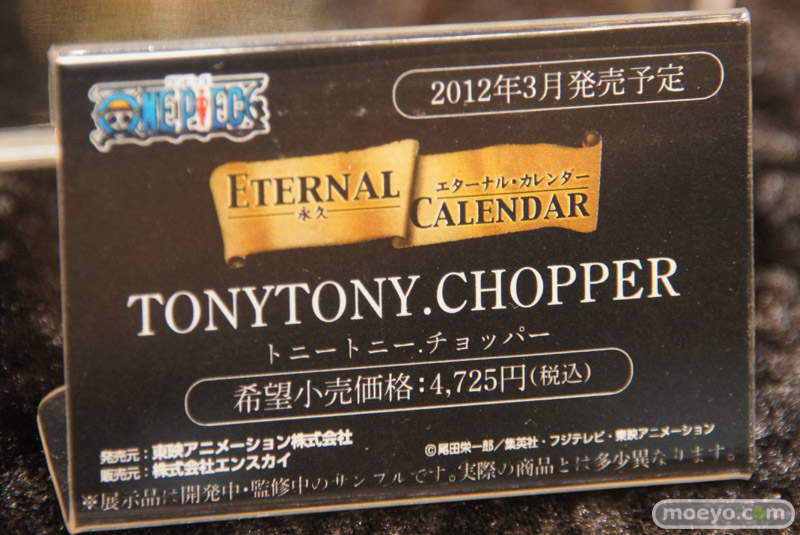 ONE PIECE
2012年3月発売予定
ETERNAL
永久
エターナル・カレンダー
CALENDAR
TONYTONY.CHOPPER
トニートニー.チョッパー
希望小売価格:4,725円(税込)
発売元:東映アニメーション株式会社
販売元:株式会社エンスカイ
©尾田栄一郎/集英社・フジテレビ・東映アニメーション
※展示品は開発中・監修中のサンプルです。実際の商品とは多少異なります。
moeyo.com